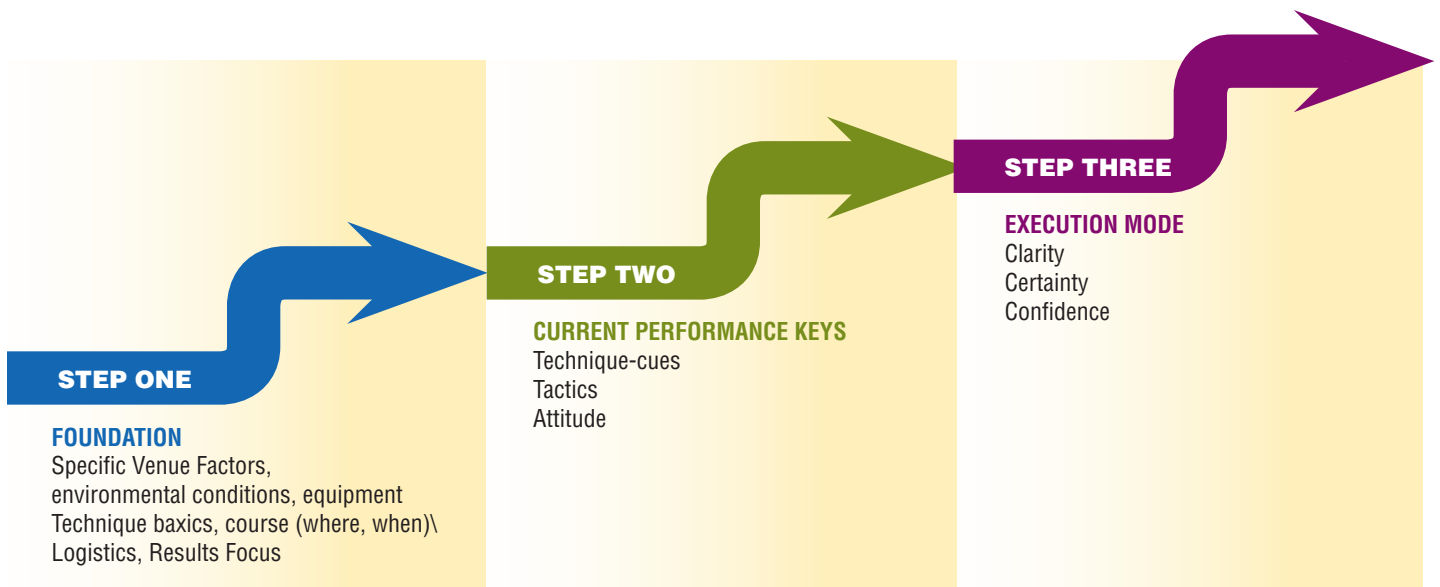 STEP ONE
FOUNDATION
Specific Venue Factors,
environmental conditions, equipment
Technique baxics, course (where, when)\
Logistics, Results Focus
STEP TWO
CURRENT PERFORMANCE KEYS
Technique-cues
Tactics
Attitude
STEP THREE
EXECUTION MODE
Clarity
Certainty
Confidence